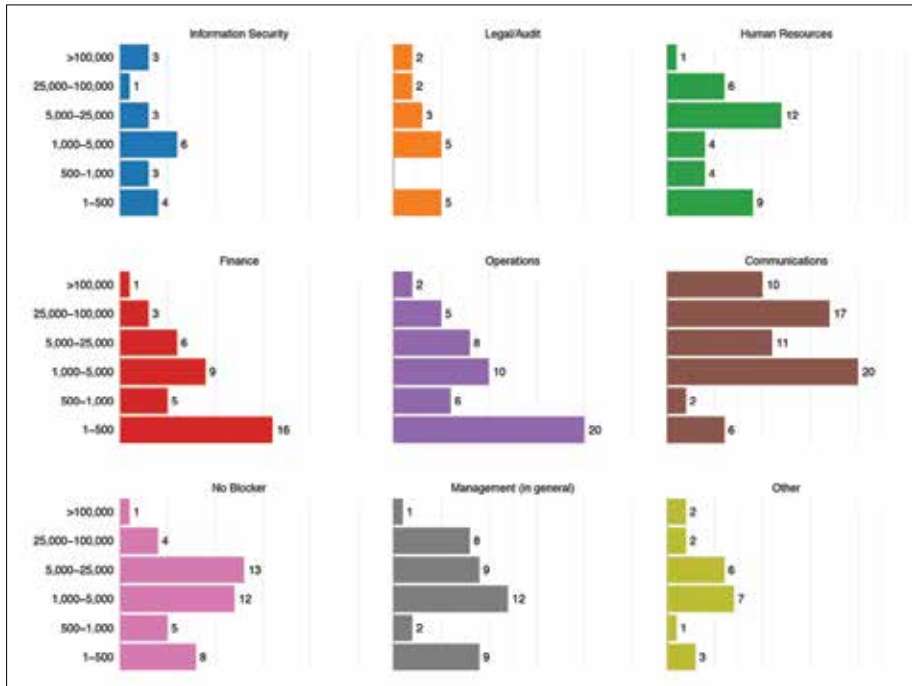 Information Security Legal/Audit Human Resources
>100,000 3 2 1
25,000–100,000 1 2 6
5,000–25,000 3 3 12
1,000–5,000 6 5 4
500–1,000 3 4
1–500 4 5 9
Finance Operations Communications
>100,000 1 2 10
25,000–100,000 3 5 17
5,000–25,000 6 8 11
1,000–5,000 9 10 20
500–1,000 5 6 2
1–500 16 20 6
No Blocker Management (in general) Other
>100,000 1 1 2
25,000–100,000 4 8 2
5,000–25,000 13 9 6
1,000–5,000 12 12 7
500–1,000 5 2 1
1–500 8 9 3